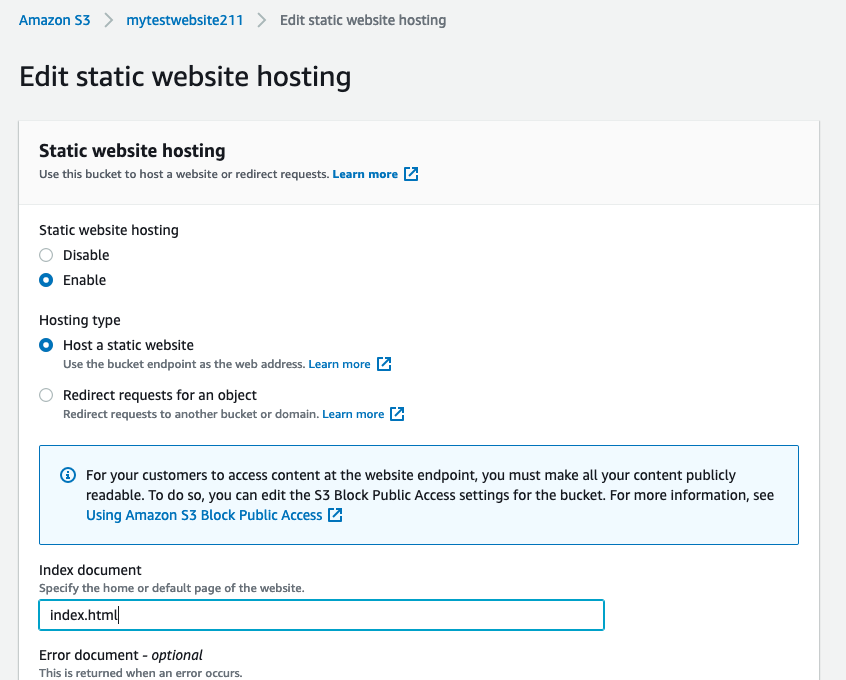 Amazon S3 > mytestwebsite211 > Edit static website hosting
Edit static website hosting
Static website hosting
Use this bucket to host a website or redirect requests. Learn more
Static website hosting
Disable
Enable
Hosting type
Host a static website
Use the bucket endpoint as the web address. Learn more
Redirect requests for an object
Redirect requests to another bucket or domain. Learn more
For your customers to access content at the website endpoint, you must make all your content publicly
readable. To do so, you can edit the S3 Block Public Access settings for the bucket. For more information, see
Using Amazon S3 Block Public Access
Index document
Specify the home or default page of the website.
index.html
Error document - optional
This is returned when an error occurs.